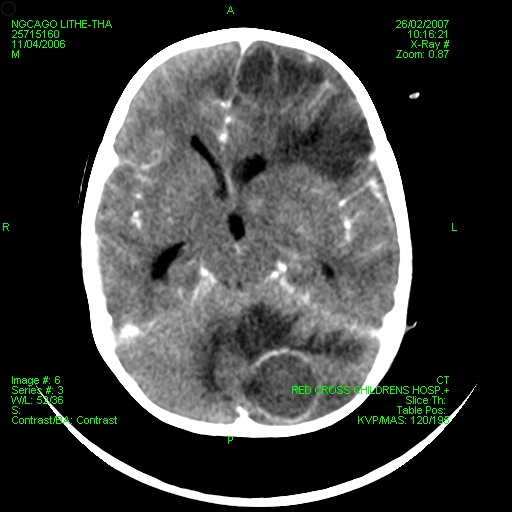 A
NGCAGO LITHE-THA
25715160
11/04/2006
M
26/02/2007
10:16:21
X-Ray #
Zoom: 0.87
R
L
Image #: 6
Series #: 3
W/L: 52/36
S:
Contrast/BA: Contrast
CT
RED CROSS CHILDRENS HOSP.+
Slice Th:
Table Pos:
KVP/MAS: 120/195
P